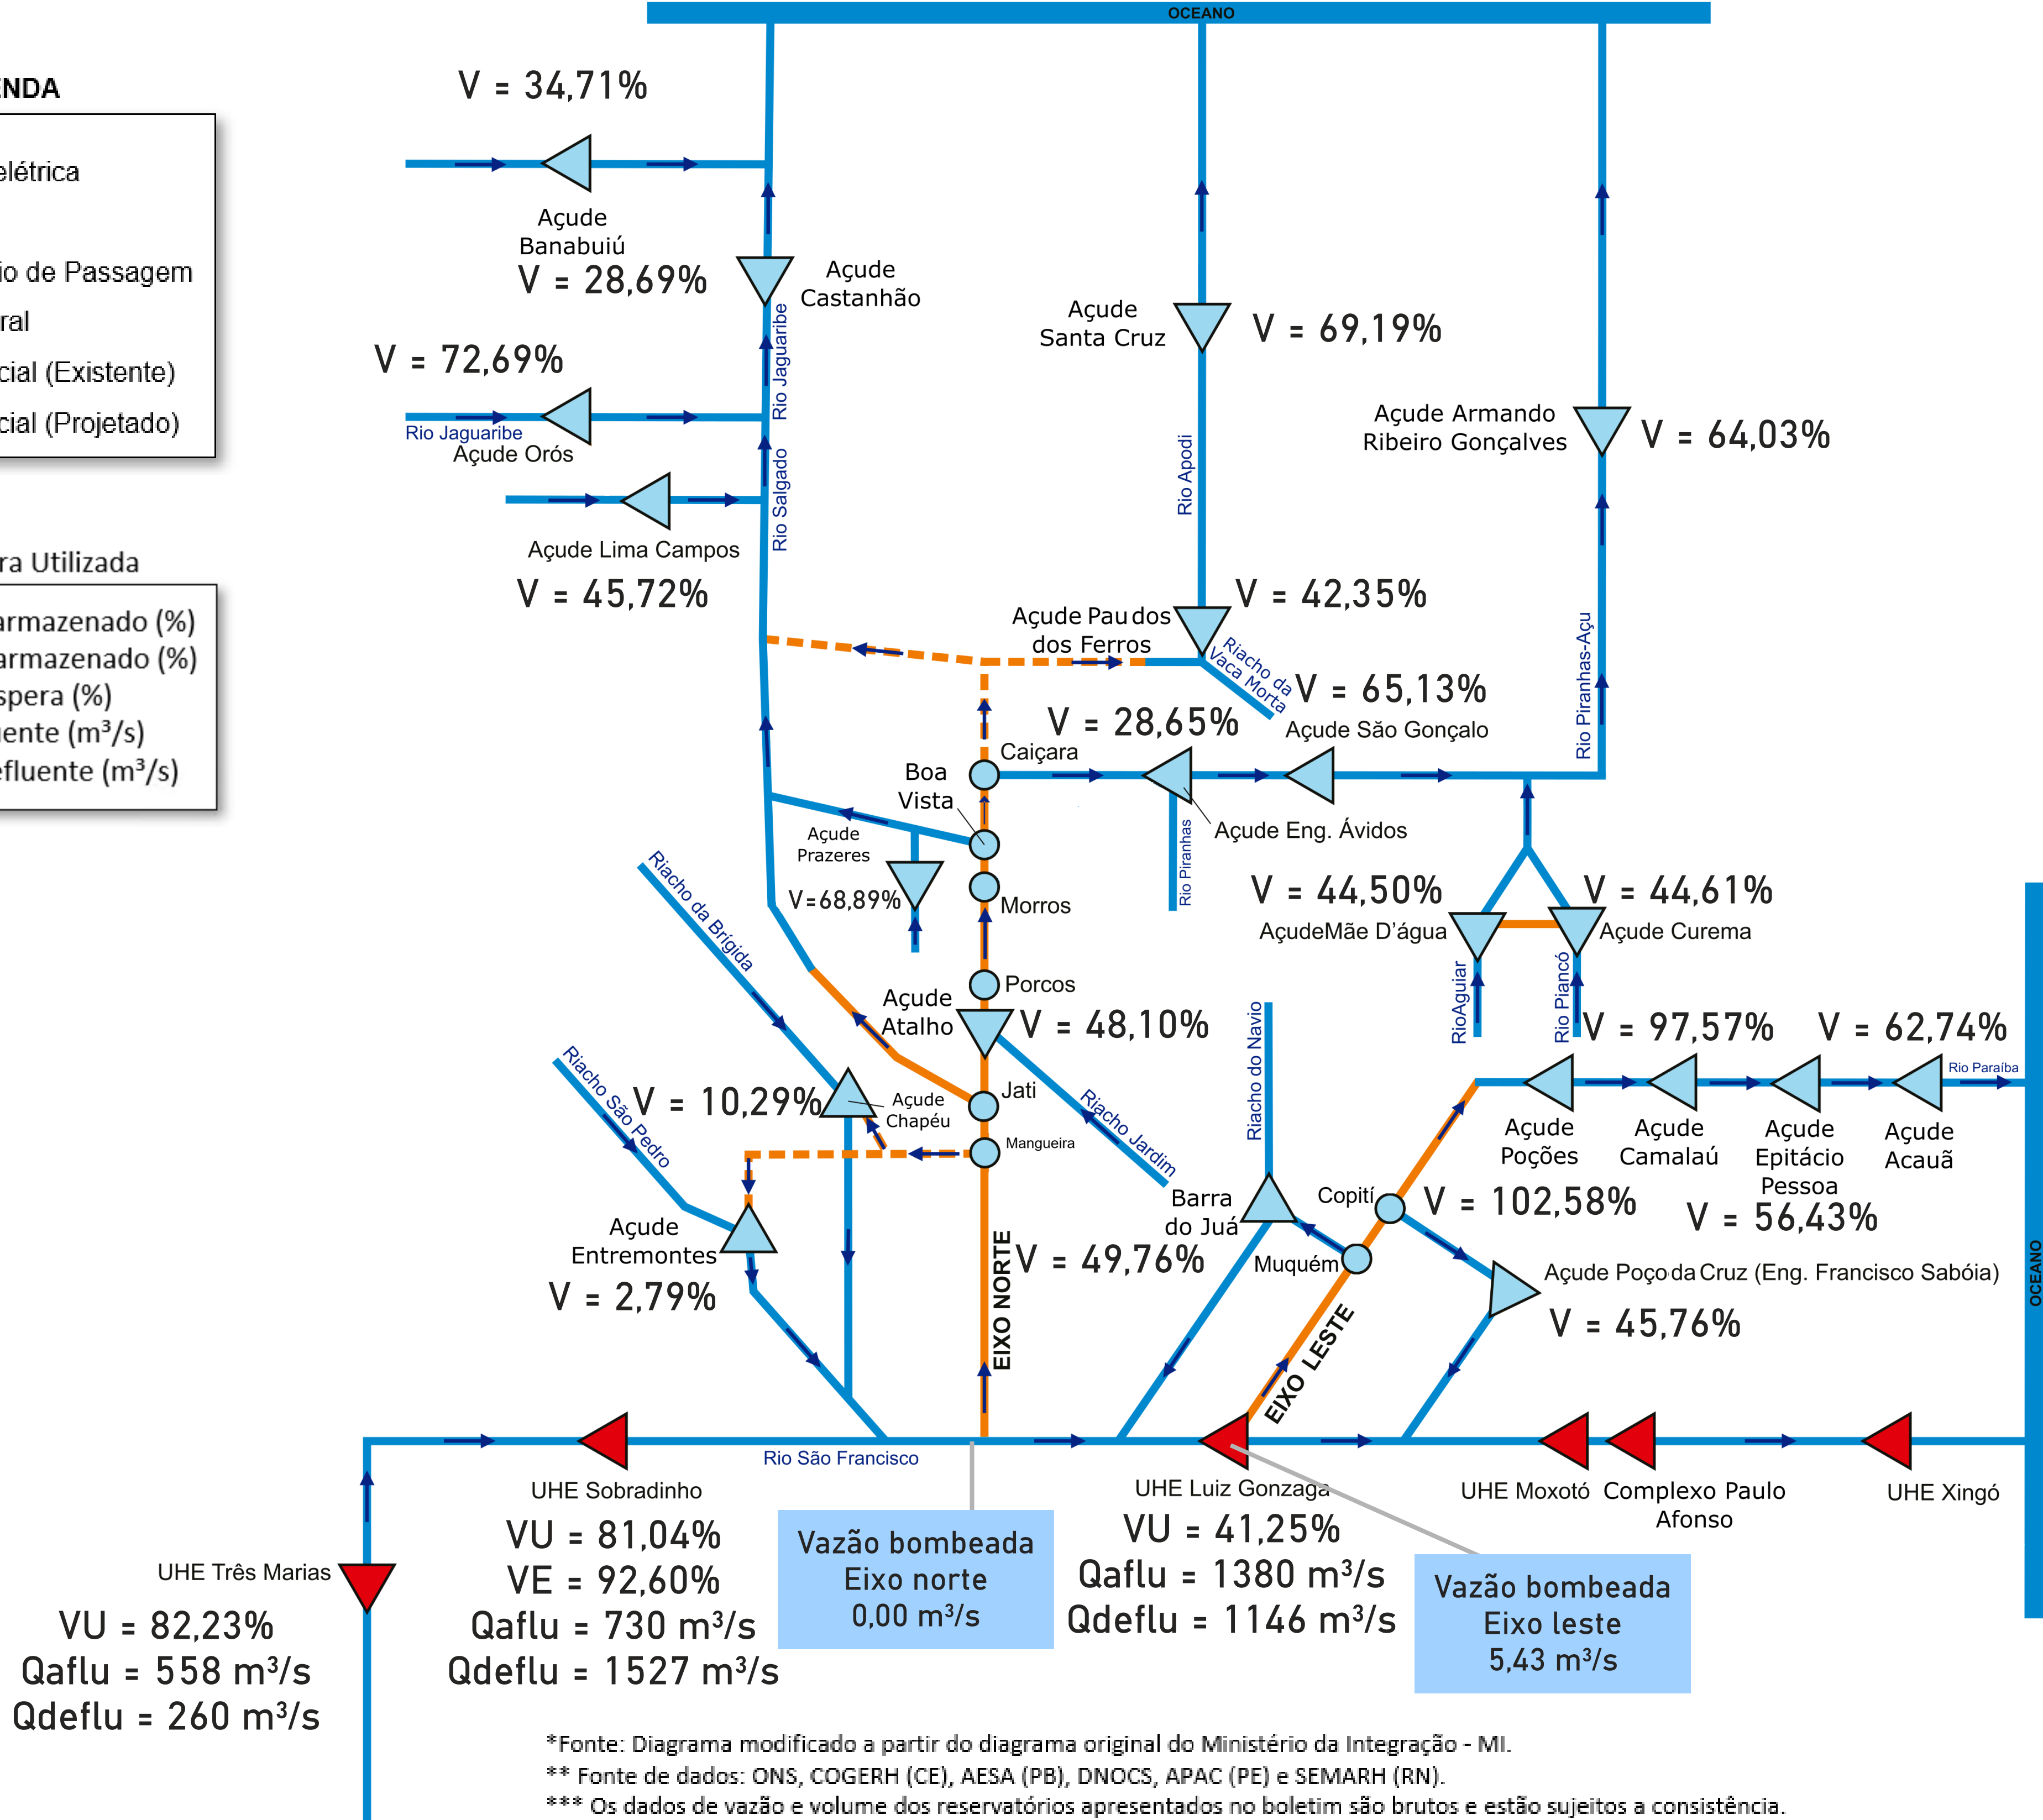 OCEANO
V = 34,71%
ENDA
elétrica
io de Passagem
ral
cial (Existente)
cial (Projetado)
Açude
Banabuiú
V = 28,69%
Açude
Castanhão
Rio Jaguaribe
Açude
Santa Cruz
V = 69,19%
V = 72,69%
Rio Jaguaribe
Açude Orós
Açude Armando
Ribeiro Gonçalves
V = 64,03%
Rio Apodi
Rio Salgado
Açude Lima Campos
V = 45,72%
ra Utilizada
armazenado (%)
armazenado (%)
spera (%)
uente (m³/s)
efluente (m³/s)
V = 42,35%
Açude Pau dos
dos Ferros
Riacho da
Vaca Morta
Rio Piranhas-Açu
V = 65,13%
Açude São Gonçalo
V = 28,65%
Caiçara
Boa
Vista
Açude Eng. Ávidos
Rio Piranhas
Açude
Prazeres
V=68,89%
Morros
V = 44,50%
AçudeMãe D'água
V = 44,61%
Açude Curema
Riacho da Brígida
Porcos
Açude
Atalho
V = 48,10%
RioAguiar
Rio Piancó
V = 97,57%
V = 62,74%
Rio Paraíba
Riacho São Pedro
V = 10,29%
Açude
Chapéu
Jati
Mangueira
Riacho Jardim
Riacho do Navio
Açude
Poções
Açude
Camalaú
Açude
Epitácio
Pessoa
Açude
Acauã
V = 102,58%
V = 56,43%
Barra
do Juá
Copití
Muquém
V = 49,76%
EIXO NORTE
EIXO LESTE
Açude
Entremontes
V = 2,79%
Açude Poço da Cruz (Eng. Francisco Sabóia)
V = 45,76%
OCEANO
Rio São Francisco
UHE Sobradinho
VU = 81,04%
VE = 92,60%
Qaflu = 730 m³/s
Qdeflu = 1527 m³/s
Vazão bombeada
Eixo norte
0,00 m³/s
UHE Luiz Gonzaga
VU = 41,25%
Qaflu = 1380 m³/s
Qdeflu = 1146 m³/s
Vazão bombeada
Eixo leste
5,43 m³/s
UHE Moxotó
Complexo Paulo
Afonso
UHE Xingó
UHE Três Marias
VU = 82,23%
Qaflu = 558 m³/s
Qdeflu = 260 m³/s
*Fonte: Diagrama modificado a partir do diagrama original do Ministério da Integração - MI.
** Fonte de dados: ONS, COGERH (CE), AESA (PB), DNOCS, APAC (PE) e SEMARH (RN).
*** Os dados de vazão e volume dos reservatórios apresentados no boletim são brutos e estão sujeitos a consistência.